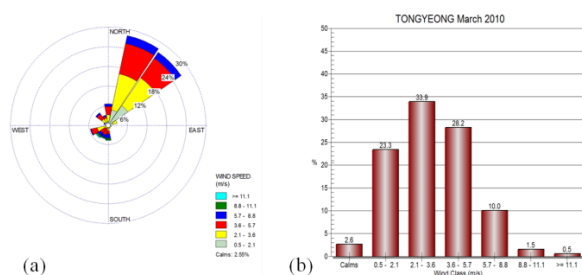 NORTH
30%
24%
18%
12%
6%
WEST
EAST
SOUTH
WIND SPEED
(m/s)
>= 11.1
8.8 - 11.1
5.7 - 8.8
3.6 - 5.7
2.1 - 3.6
0.5 - 2.1
Calms: 2.55%
(a)
TONGYEONG March 2010
50
45
40
35
30
25
20
15
10
5
0
%
2.6
23.3
33.9
28.2
10.0
1.5
0.5
Calms
0.5 - 2.1
2.1 - 3.6
3.6 - 5.7
5.7 - 8.8
8.8 - 11.1
>= 11.1
Wind Class (m/s)
(b)